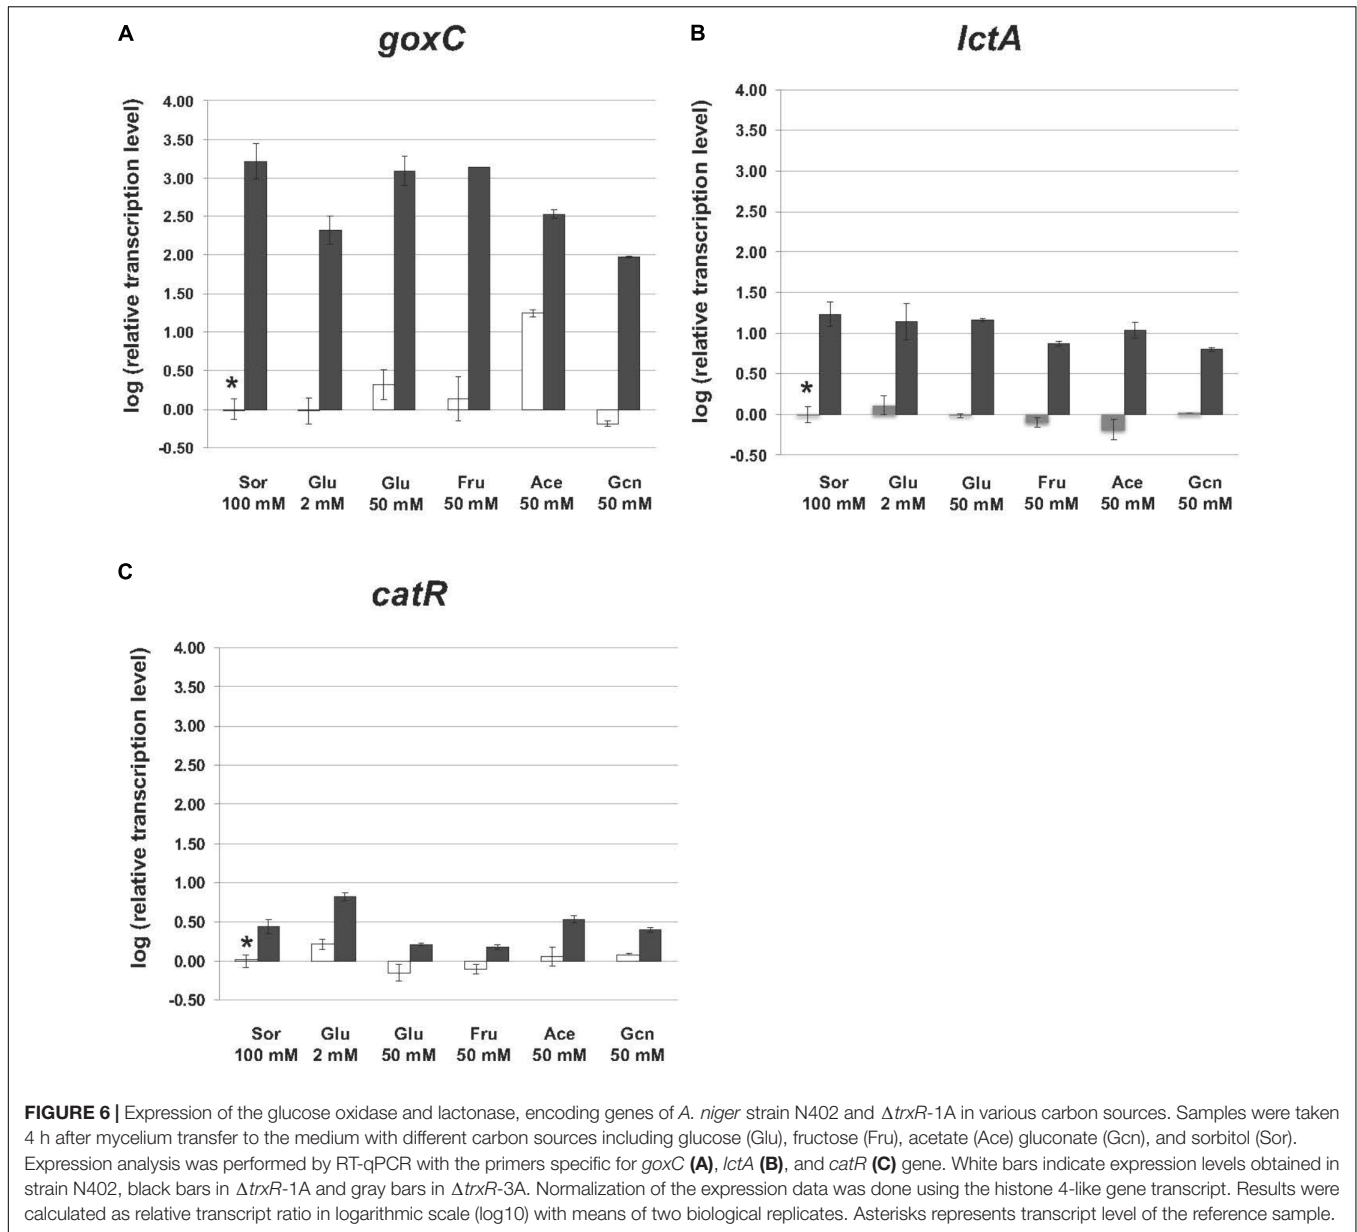 A
goxC
log (relative transcription level)
4.00
3.50
3.00
2.50
2.00
1.50
1.00
0.50
0.00
-0.50
*
Sor Glu Glu Fru Ace Gcn
100 mM 2 mM 50 mM 50 mM 50 mM 50 mM
B
lctA
log (relative transcription level)
4.00
3.50
3.00
2.50
2.00
1.50
1.00
0.50
0.00
-0.50
*
Sor Glu Glu Fru Ace Gcn
100 mM 2 mM 50 mM 50 mM 50 mM 50 mM
C
catR
log (relative transcription level)
4.00
3.50
3.00
2.50
2.00
1.50
1.00
0.50
0.00
-0.50
*
Sor Glu Glu Fru Ace Gcn
100 mM 2 mM 50 mM 50 mM 50 mM 50 mM
FIGURE 6 | Expression of the glucose oxidase and lactonase, encoding genes of A. niger strain N402 and ΔtrxR-1A in various carbon sources. Samples were taken
4 h after mycelium transfer to the medium with different carbon sources including glucose (Glu), fructose (Fru), acetate (Ace) gluconate (Gcn), and sorbitol (Sor).
Expression analysis was performed by RT-qPCR with the primers specific for goxC (A), lctA (B), and catR (C) gene. White bars indicate expression levels obtained in
strain N402, black bars in ΔtrxR-1A and gray bars in ΔtrxR-3A. Normalization of the expression data was done using the histone 4-like gene transcript. Results were
calculated as relative transcript ratio in logarithmic scale (log10) with means of two biological replicates. Asterisks represents transcript level of the reference sample.